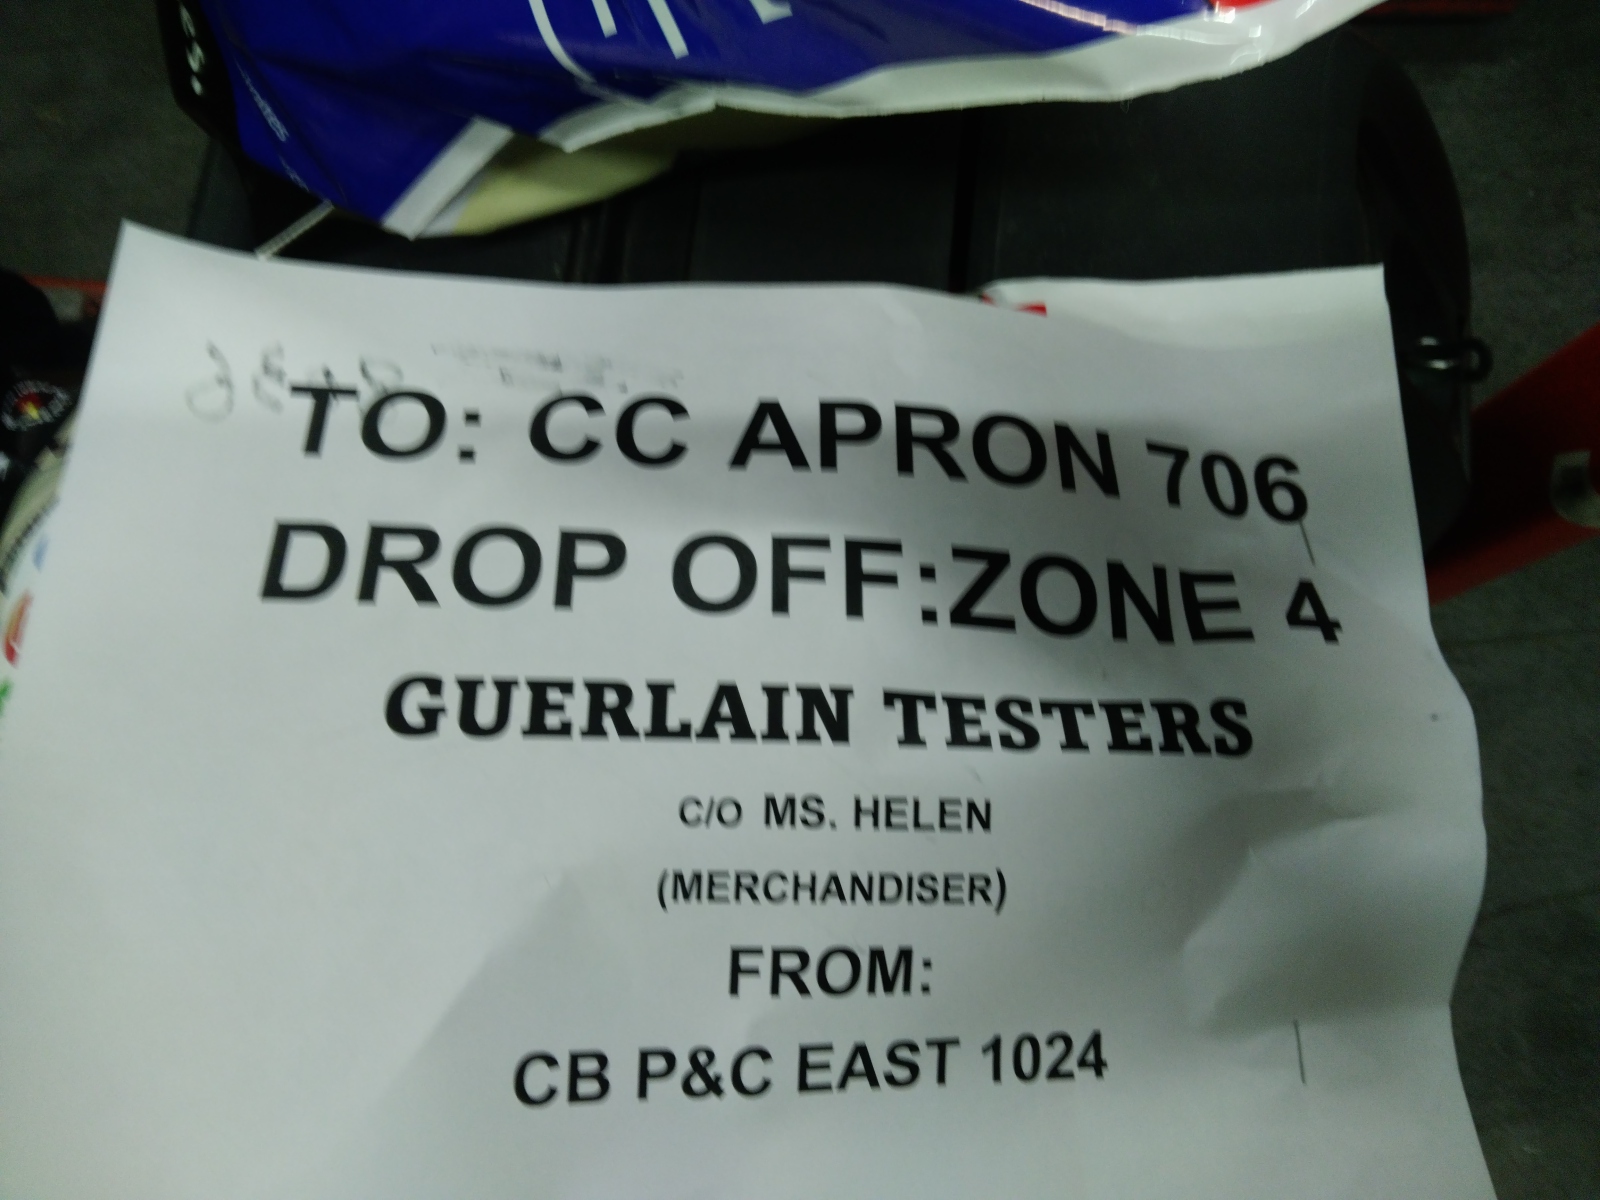 TO: CC APRON 706
DROP OFF:ZONE 4
GUERLAIN TESTERS
C/O MS. HELEN
(MERCHANDISER)
FROM:
CB P&C EAST 1024